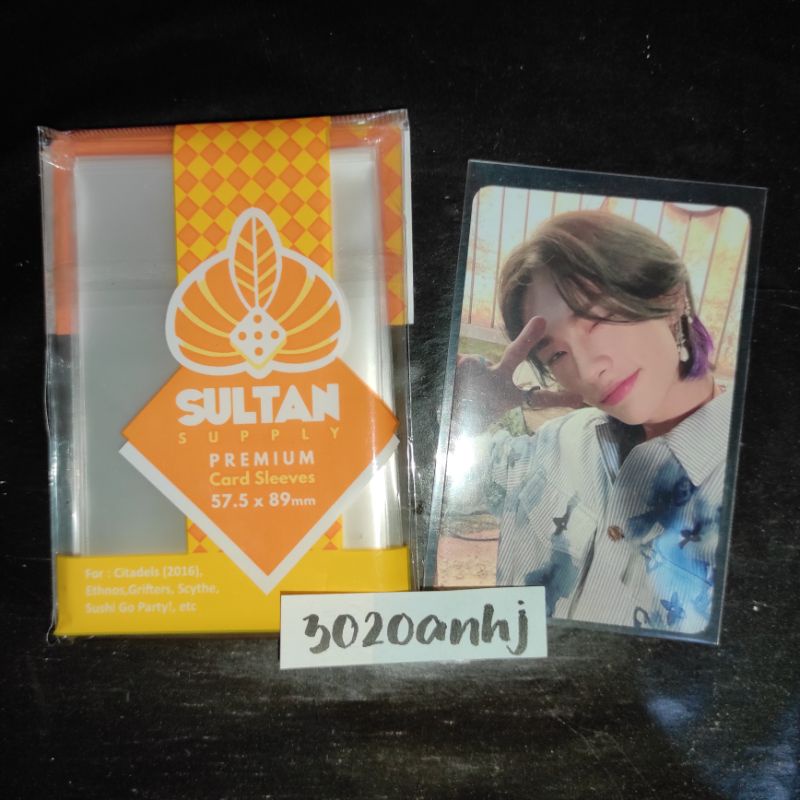 SULTAN
SUPPLY
PREMIUM
Card Sleeves
57.5 x 89mm
For : Citadels (2016),
Ethnos,Grifters, Scythe,
Sushi Go Party!, etc
3020anhj